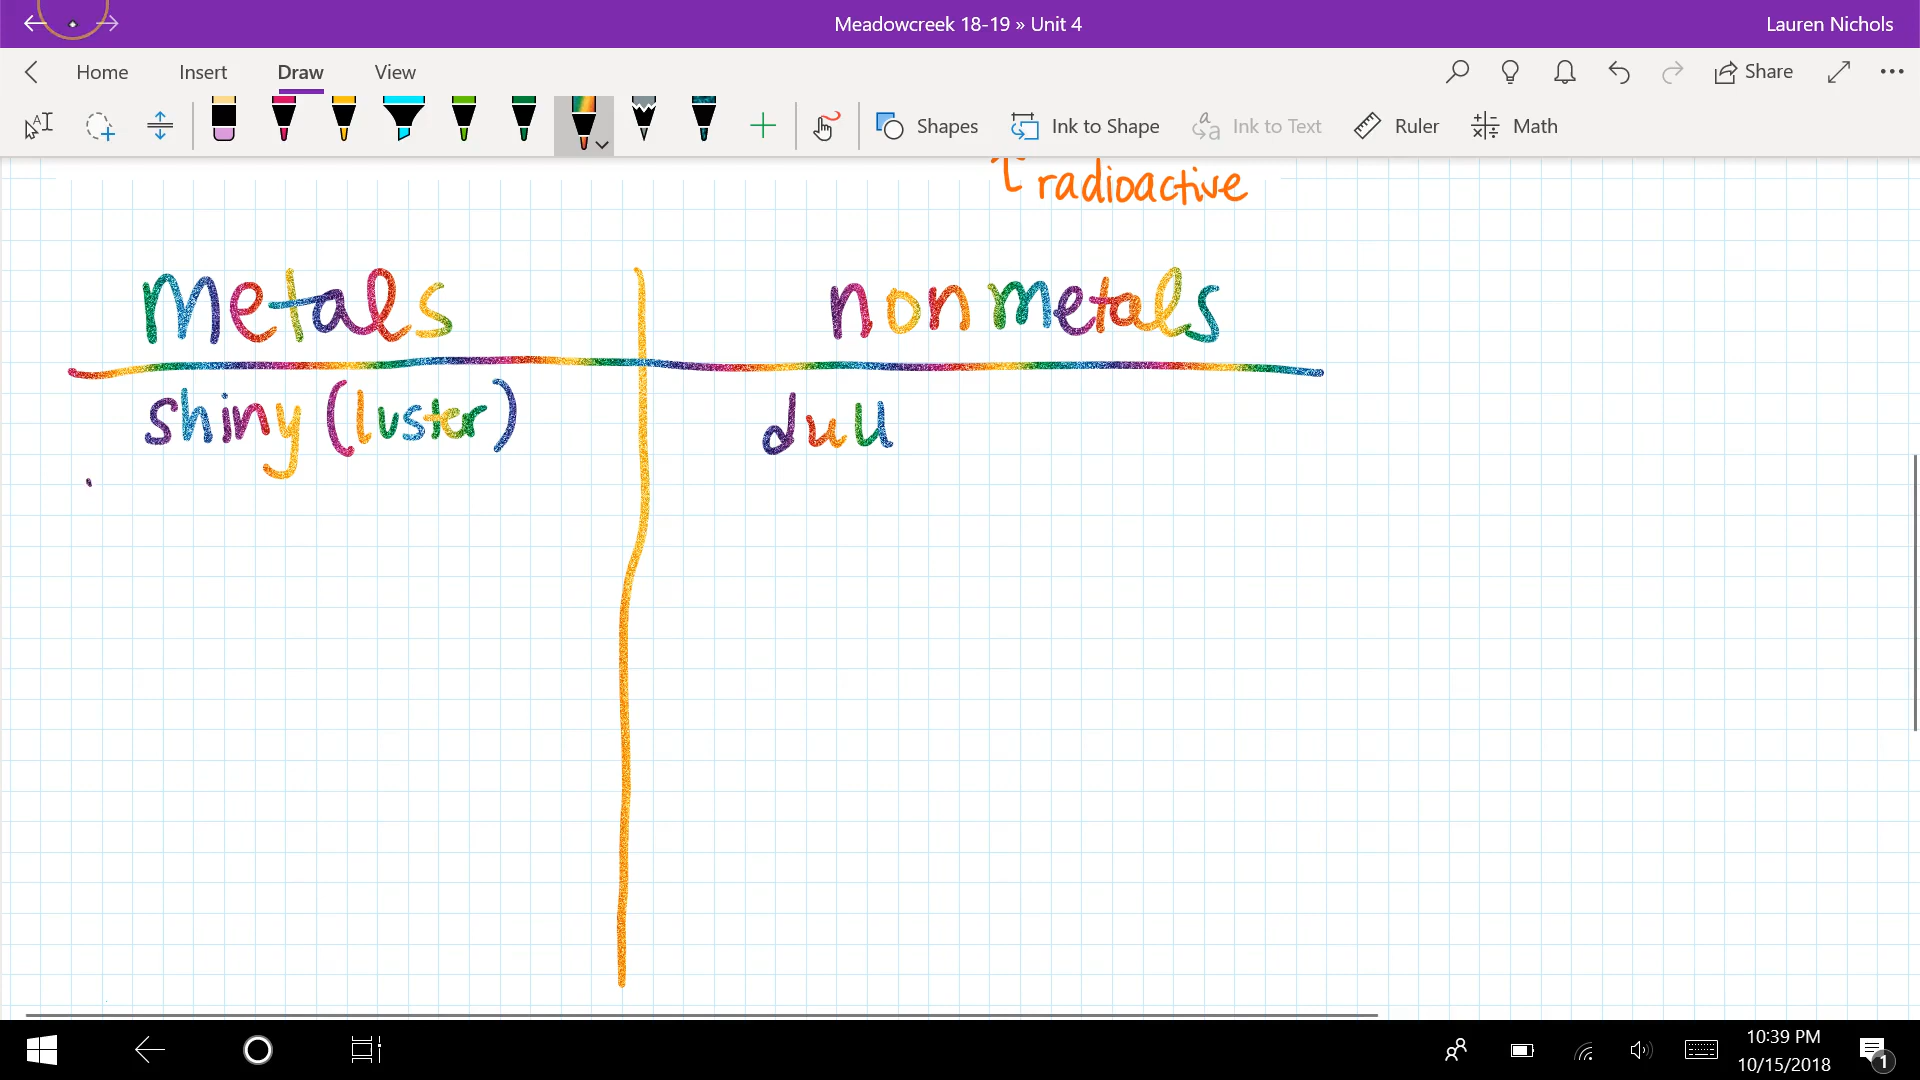 Meadowcreek 18-19 » Unit 4
Lauren Nichols
Home Insert Draw View
Share
Shapes Ink to Shape Ink to Text Ruler Math
radioactive
Metals nonmetals
shiny (luster) dull
10:39 PM
10/15/2018
1